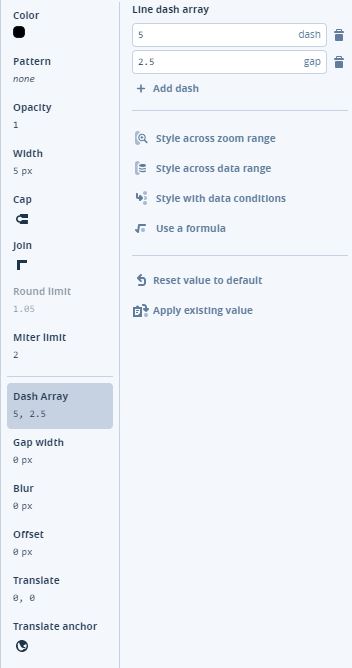 Color
Pattern
none
Opacity
1
Width
5 px
Cap
Join
Round limit
1.05
Miter limit
2
Dash Array
5, 2.5
Gap width
0 px
Blur
0 px
Offset
0 px
Translate
0, 0
Translate anchor
Line dash array
5 dash
2.5 gap
+ Add dash
Style across zoom range
Style across data range
Style with data conditions
Use a formula
Reset value to default
Apply existing value